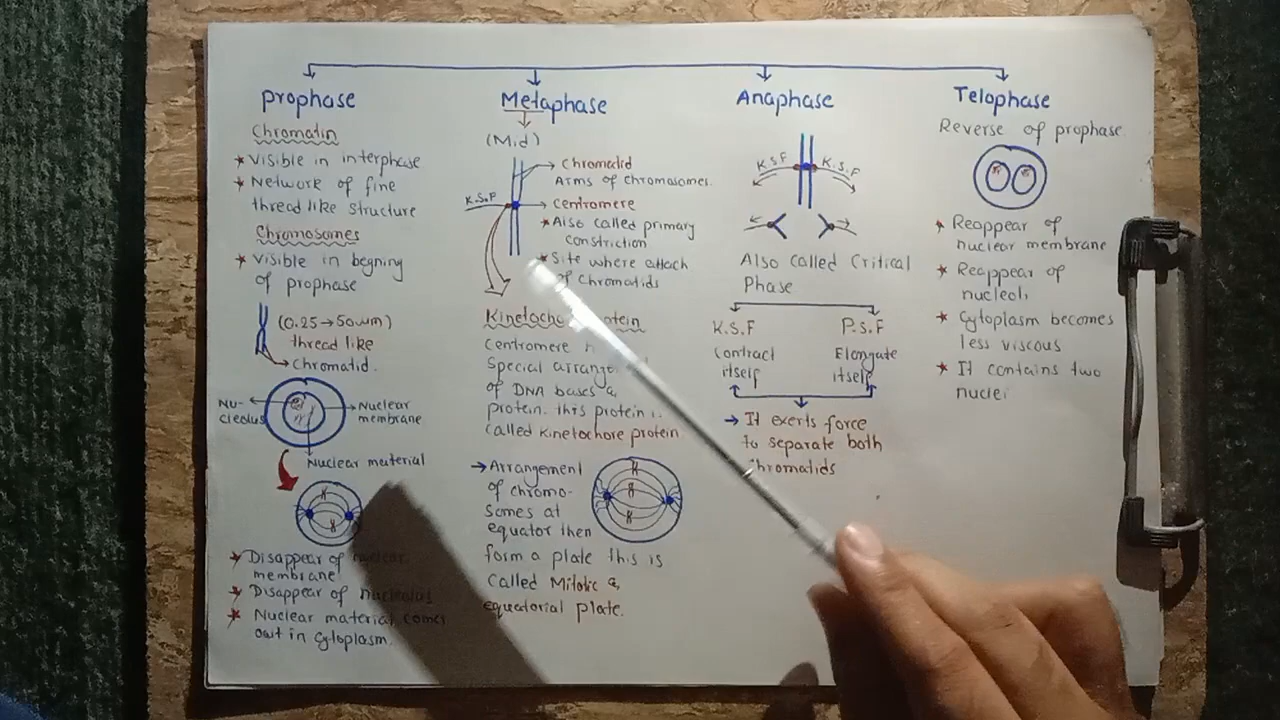 prophase
Chromatin
* Visible in interphase
* Network of fine
thread like structure
Chromosomes
* Visible in begning
of prophase
(0.25→50um)
thread like
Chromatid.
Nu-
cleolus
Nuclear
membrane
Nuclear material
* Disappear of nuclear
membrane
* Disappear of nucleolus
* Nuclear material comes
out in Cytoplasm.
Metaphase
(Mid)
Chromatid
Arms of chromosomes.
K.S.F
Centromere
* Also called primary
constriction
* Site where attach
of Chromatids
Centromere
Special
of DNA bases &
protein. this protein
Called Kinetochore protein
→ Arrangement
of chromo-
somes at
equator then
form a plate this is
Called Mitotic &
equatorial plate.
Anaphase
K.S.F K.S.F
Also called Critical
Phase
K.S.F P.S.F
Contract
itself
Elongate
itself
→ It exerts force
to separate both
chromatids
Telophase
Reverse of prophase
* Reappear of
nuclear membrane
* Reappear of
nucleoli
* Cytoplasm becomes
less viscous
* It contains two
nuclei